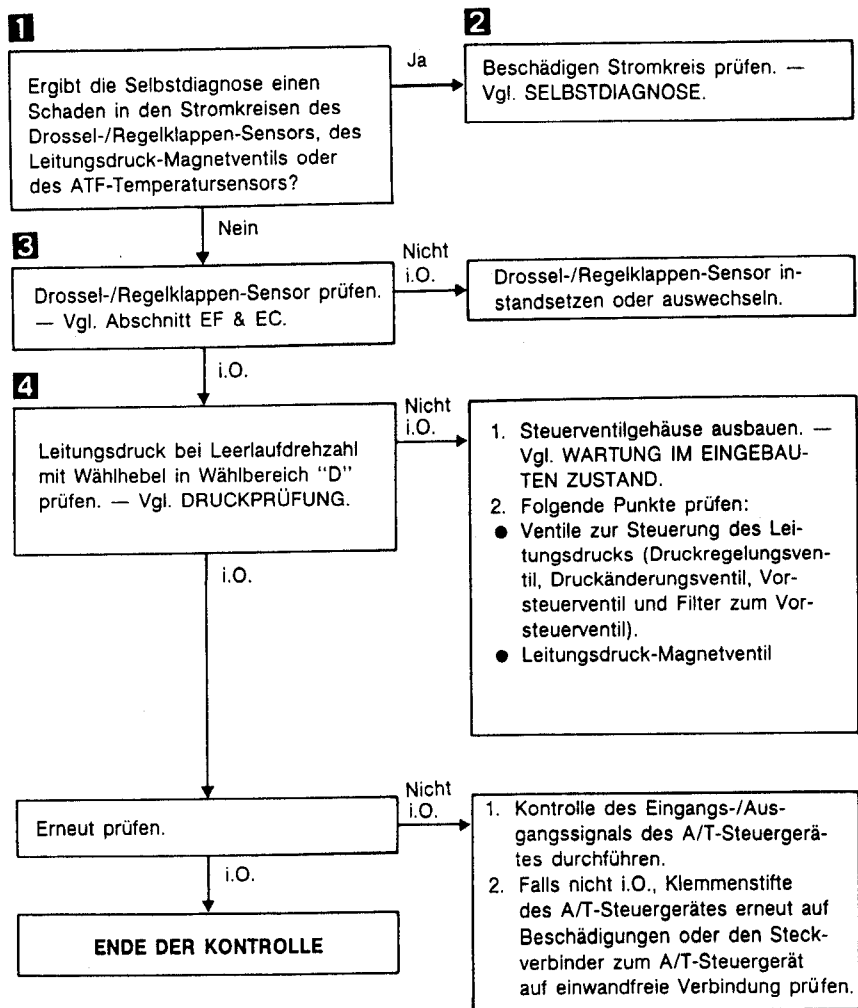 1
Ergibt die Selbstdiagnose einen
Schaden in den Stromkreisen des
Drossel-/Regelklappen-Sensors, des
Leitungsdruck-Magnetventils oder
des ATF-Temperatursensors?
Ja
2
Beschädigen Stromkreis prüfen. —
Vgl. SELBSTDIAGNOSE.
Nein
3
Drossel-/Regelklappen-Sensor prüfen.
— Vgl. Abschnitt EF & EC.
Nicht
i.O.
Drossel-/Regelklappen-Sensor in-
standsetzen oder auswechseln.
i.O.
4
Leitungsdruck bei Leerlaufdrehzahl
mit Wählhebel in Wählbereich "D"
prüfen. — Vgl. DRUCKPRÜFUNG.
Nicht
i.O.
1. Steuerventilgehäuse ausbauen. —
Vgl. WARTUNG IM EINGEBAU-
TEN ZUSTAND.
2. Folgende Punkte prüfen:
● Ventile zur Steuerung des Lei-
tungsdrucks (Druckregelungsven-
til, Druckänderungsventil, Vor-
steuerventil und Filter zum Vor-
steuerventil).
● Leitungsdruck-Magnetventil
i.O.
Erneut prüfen.
Nicht
i.O.
1. Kontrolle des Eingangs-/Aus-
gangssignals des A/T-Steuergerä-
tes durchführen.
2. Falls nicht i.O., Klemmenstifte
des A/T-Steuergerätes erneut auf
Beschädigungen oder den Steck-
verbinder zum A/T-Steuergerät
auf einwandfreie Verbindung prüfen.
i.O.
ENDE DER KONTROLLE